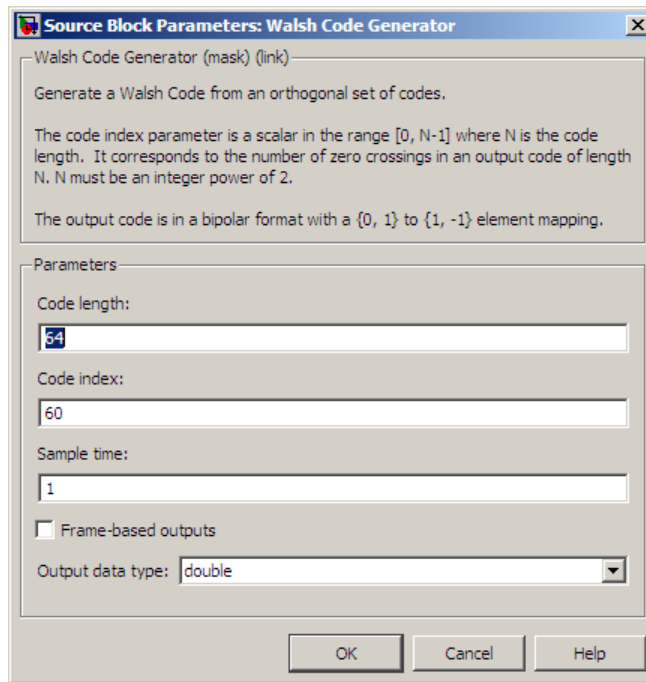 Source Block Parameters: Walsh Code Generator
Walsh Code Generator (mask) (link)
Generate a Walsh Code from an orthogonal set of codes.
The code index parameter is a scalar in the range [0, N-1] where N is the code
length.  It corresponds to the number of zero crossings in an output code of length
N. N must be an integer power of 2.
The output code is in a bipolar format with a {0, 1} to {1, -1} element mapping.
Parameters
Code length:
64
Code index:
60
Sample time:
1
Frame-based outputs
Output data type: double
OK Cancel Help